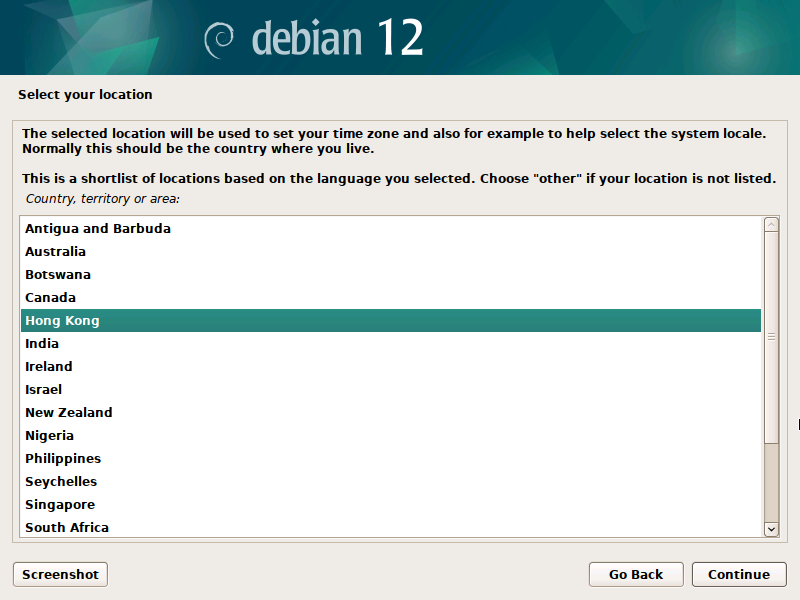 debian 12
Select your location
The selected location will be used to set your time zone and also for example to help select the system locale.
Normally this should be the country where you live.
This is a shortlist of locations based on the language you selected. Choose "other" if your location is not listed.
Country, territory or area:
Antigua and Barbuda
Australia
Botswana
Canada
Hong Kong
India
Ireland
Israel
New Zealand
Nigeria
Philippines
Seychelles
Singapore
South Africa
Screenshot
Go Back
Continue